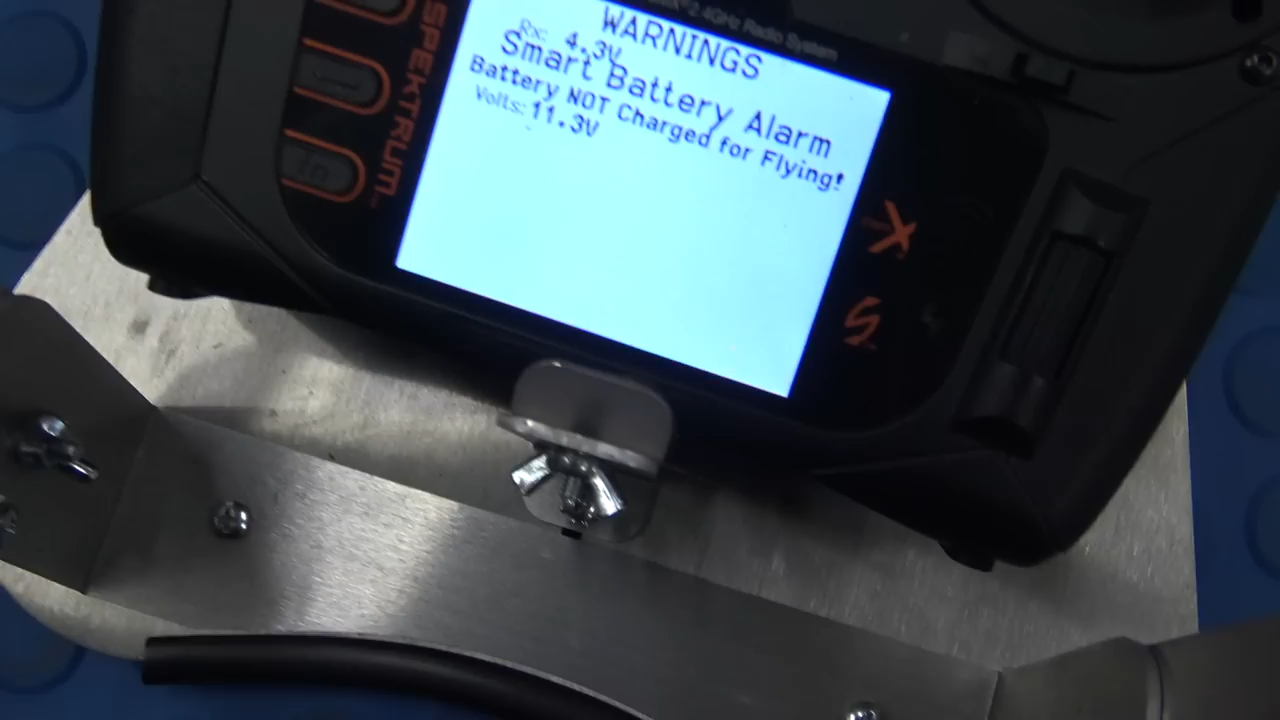 2.4GHz Radio System
SPEKTRUM
WARNINGS
Rx: 4.3V
Smart Battery Alarm
Battery NOT Charged for Flying!
Volts: 11.3V